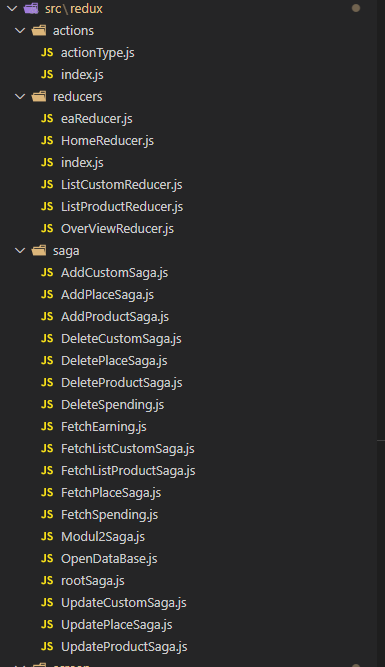 src\redux
actions
JS actionType.js
JS index.js
reducers
JS eaReducer.js
JS HomeReducer.js
JS index.js
JS ListCustomReducer.js
JS ListProductReducer.js
JS OverViewReducer.js
saga
JS AddCustomSaga.js
JS AddPlaceSaga.js
JS AddProductSaga.js
JS DeleteCustomSaga.js
JS DeletePlaceSaga.js
JS DeleteProductSaga.js
JS DeleteSpending.js
JS FetchEarning.js
JS FetchListCustomSaga.js
JS FetchListProductSaga.js
JS FetchPlaceSaga.js
JS FetchSpending.js
JS Modul2Saga.js
JS OpenDataBase.js
JS rootSaga.js
JS UpdateCustomSaga.js
JS UpdatePlaceSaga.js
JS UpdateProductSaga.js